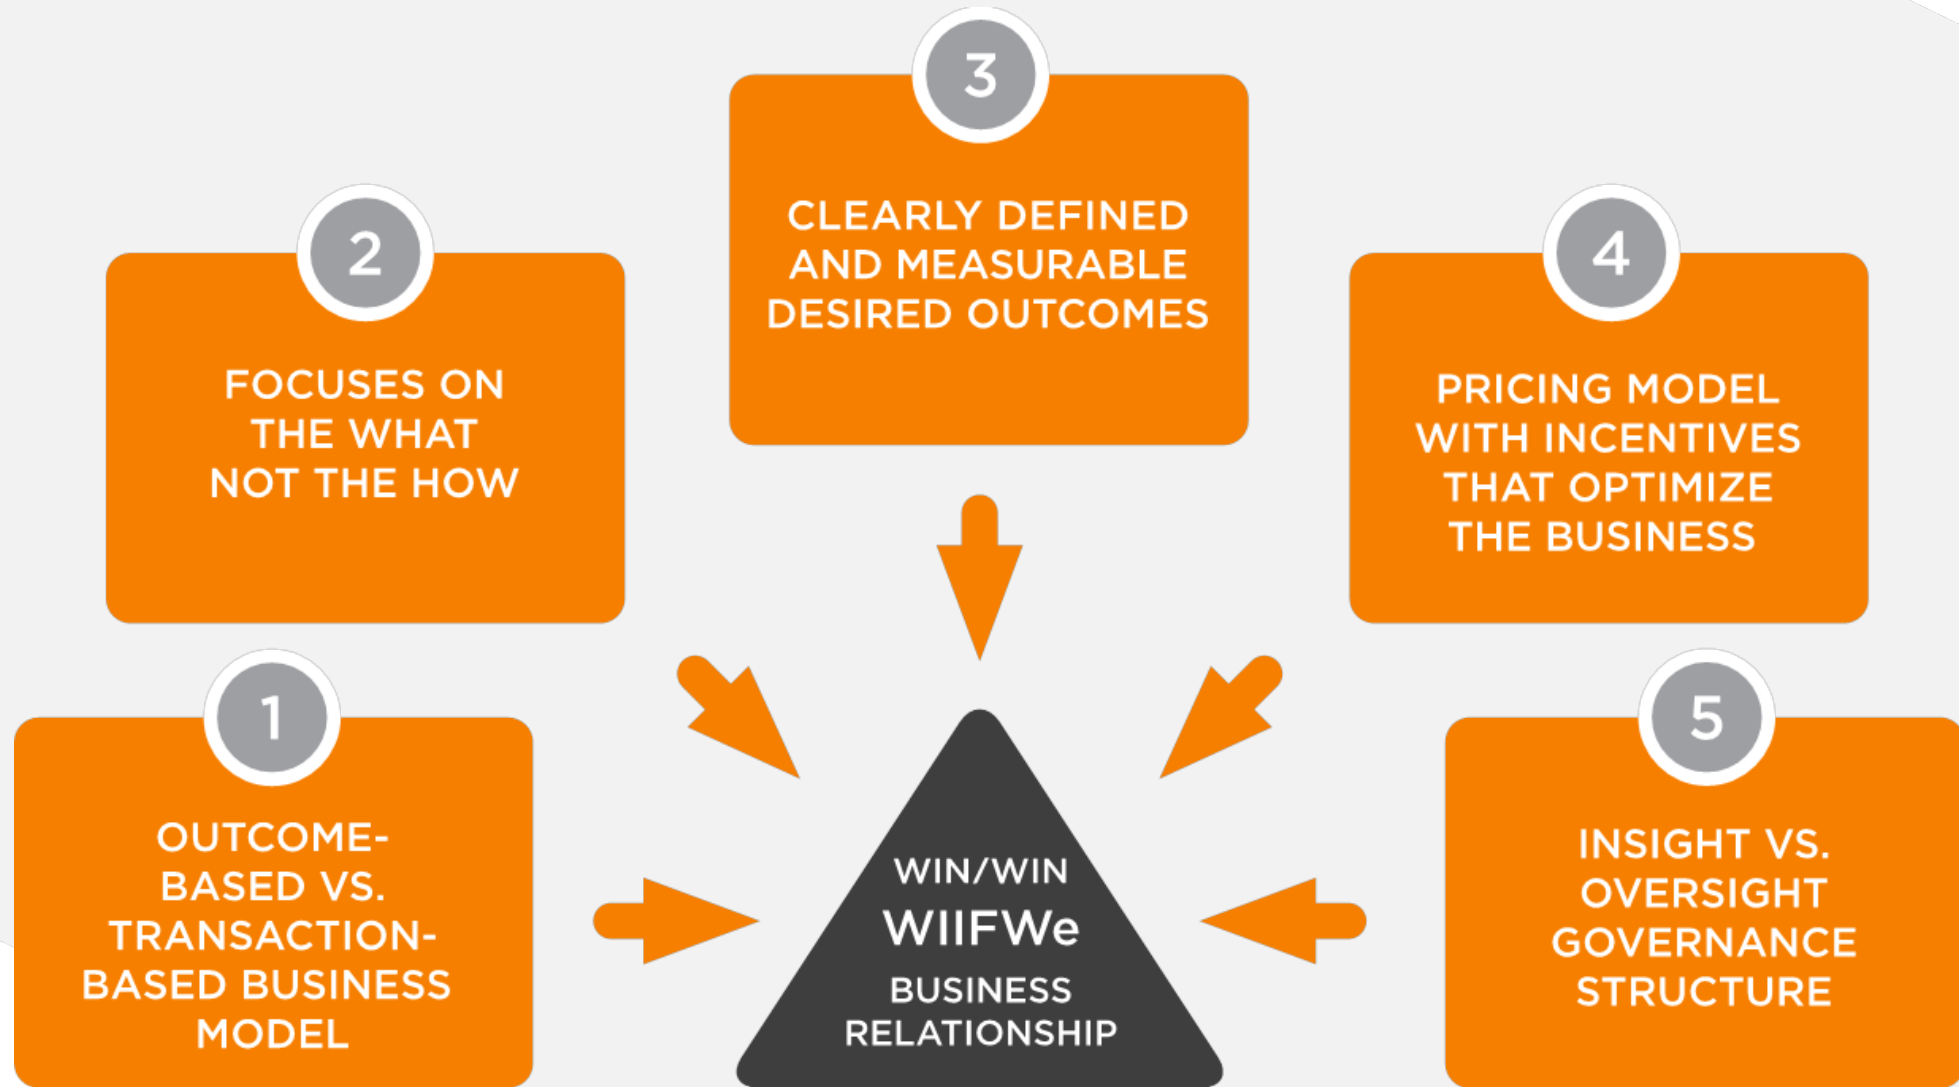 1
OUTCOME-
BASED VS.
TRANSACTION-
BASED BUSINESS
MODEL
2
FOCUSES ON
THE WHAT
NOT THE HOW
3
CLEARLY DEFINED
AND MEASURABLE
DESIRED OUTCOMES
4
PRICING MODEL
WITH INCENTIVES
THAT OPTIMIZE
THE BUSINESS
5
INSIGHT VS.
OVERSIGHT
GOVERNANCE
STRUCTURE
WIN/WIN
WIIFWe
BUSINESS
RELATIONSHIP